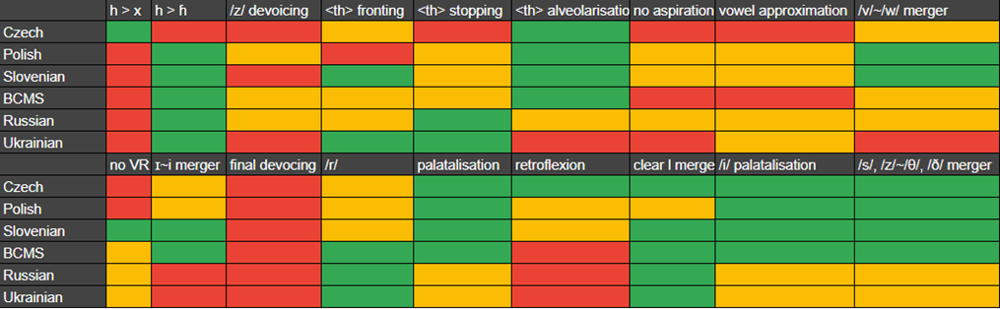 h > x h > ɦ /z/ devoicing <th> fronting <th> stopping <th> alveolarisatio no aspiration vowel approximation /v/~/w/ merger
Czech
Polish
Slovenian
BCMS
Russian
Ukrainian
no VR ɪ~i merger final devocing /r/ palatalisation retroflexion clear l merge /i/ palatalisation /s/, /z/~/θ/, /ð/ merger
Czech
Polish
Slovenian
BCMS
Russian
Ukrainian